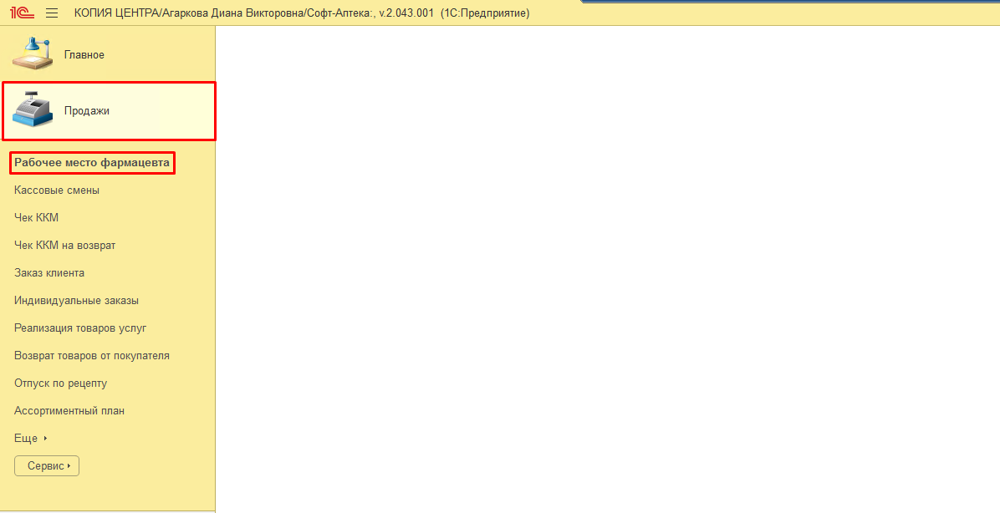 1С КОПИЯ ЦЕНТРА/Агаркова Диана Викторовна/Софт-Аптека:, v.2.043.001 (1С:Предприятие)
Главное
Продажи
Рабочее место фармацевта
Кассовые смены
Чек ККМ
Чек ККМ на возврат
Заказ клиента
Индивидуальные заказы
Реализация товаров услуг
Возврат товаров от покупателя
Отпуск по рецепту
Ассортиментный план
Еще
Сервис